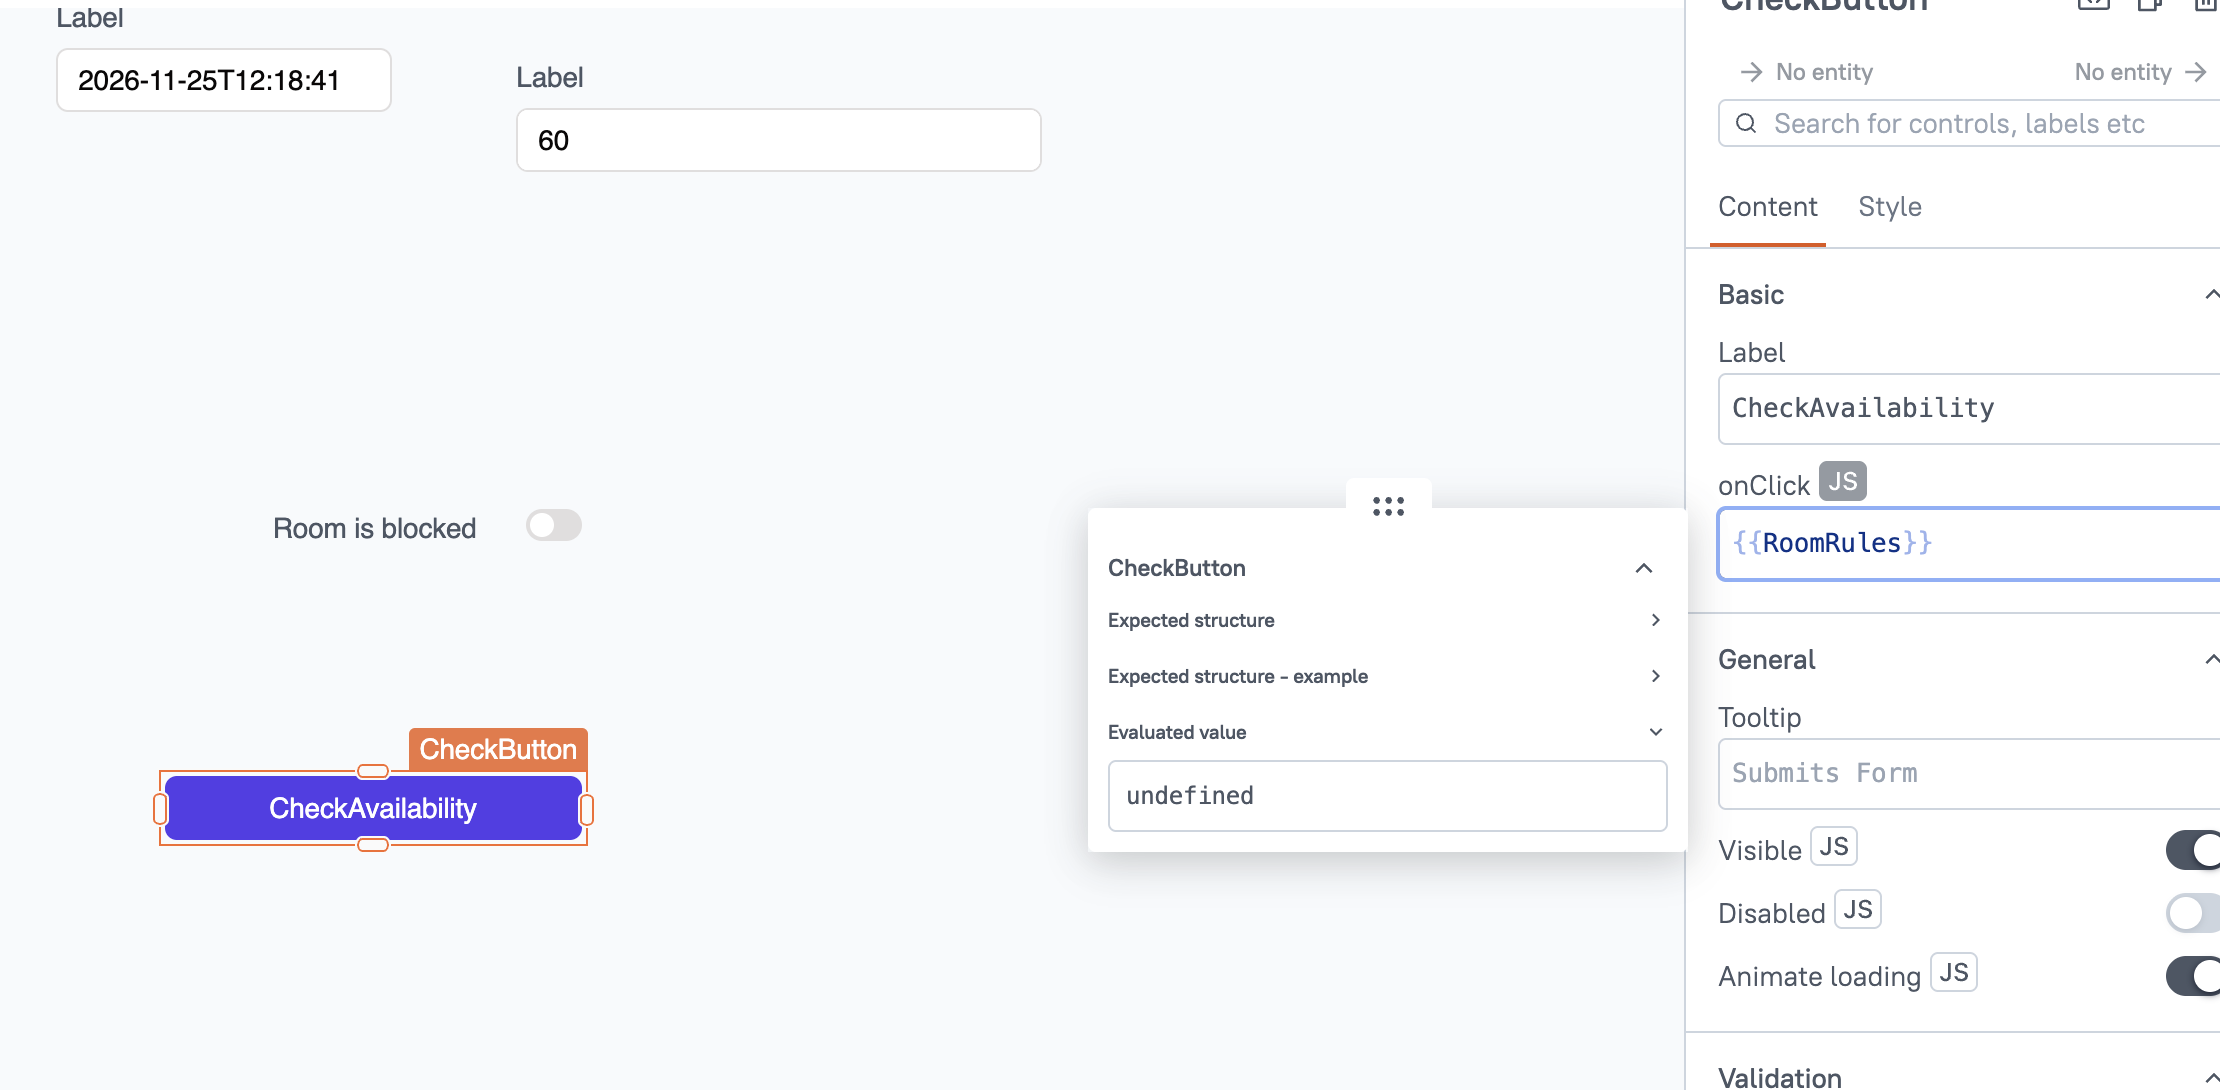 Label
2026-11-25T12:18:41
Label
60
Room is blocked
CheckButton
CheckAvailability
CheckButton
Expected structure
Expected structure - example
Evaluated value
undefined
CheckButton
No entity
No entity
Search for controls, labels etc
Content
Style
Basic
Label
CheckAvailability
onClick
JS
{{RoomRules}}
General
Tooltip
Submits Form
Visible
JS
Disabled
JS
Animate loading
JS
Validation